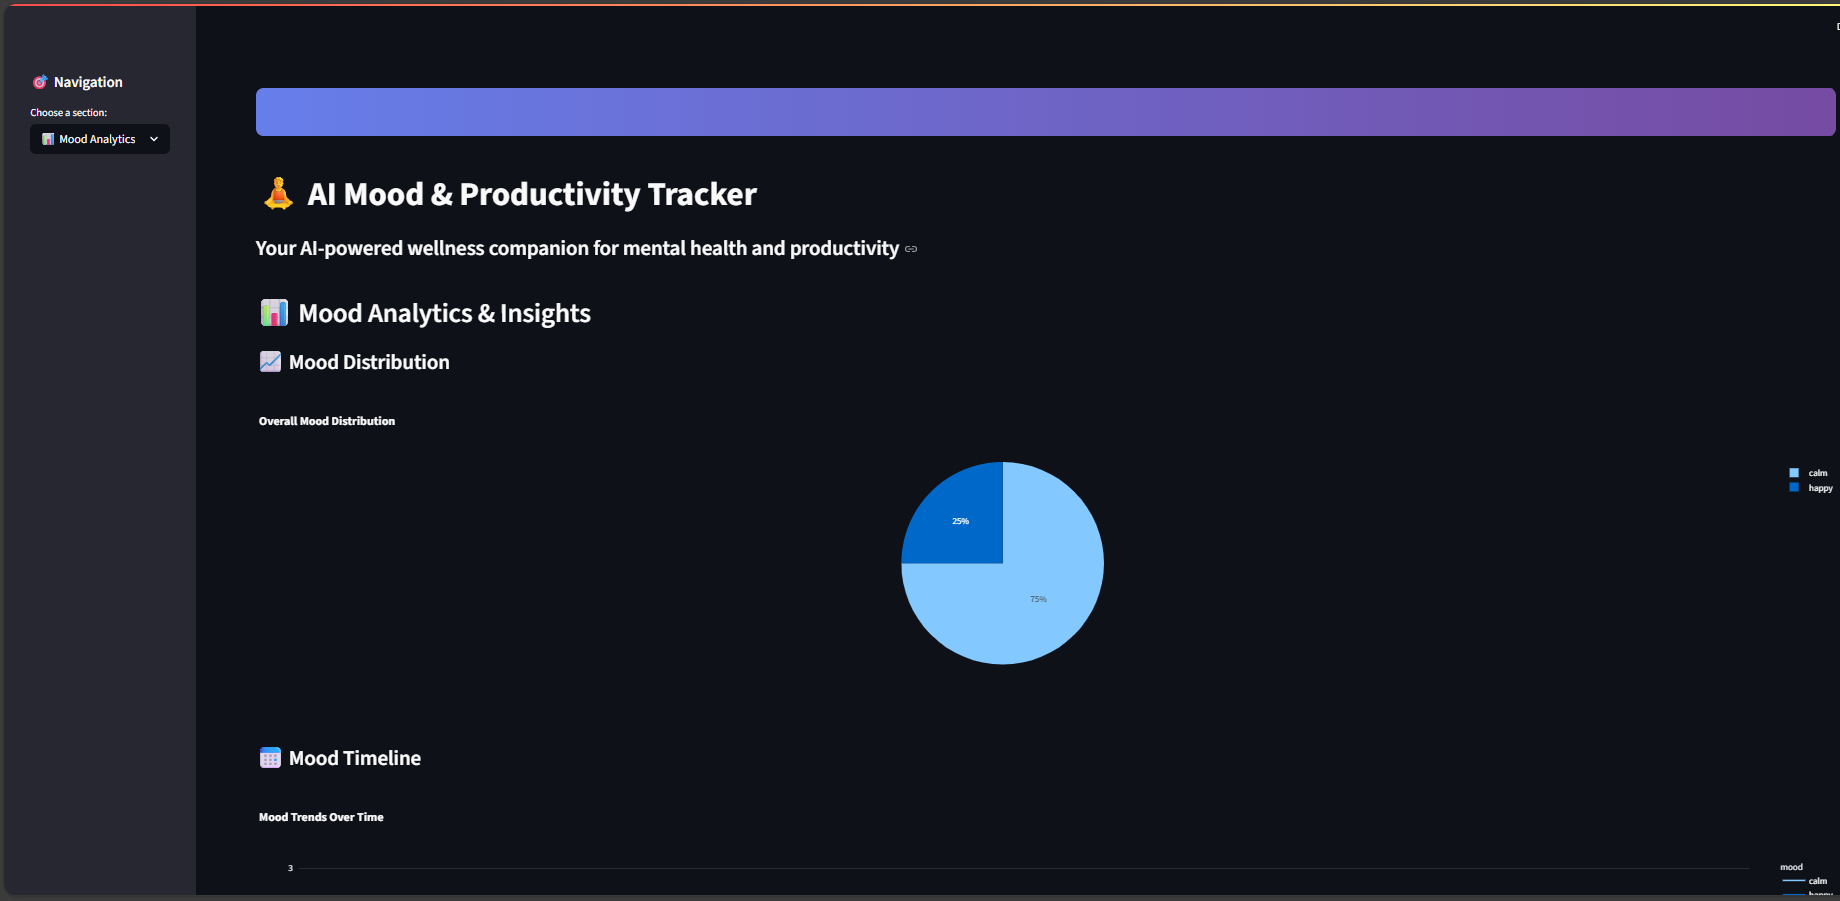 Navigation
Choose a section:
Mood Analytics
AI Mood & Productivity Tracker
Your AI-powered wellness companion for mental health and productivity
Mood Analytics & Insights
Mood Distribution
Overall Mood Distribution
calm
happy
25%
75%
Mood Timeline
Mood Trends Over Time
3
mood
calm
happy